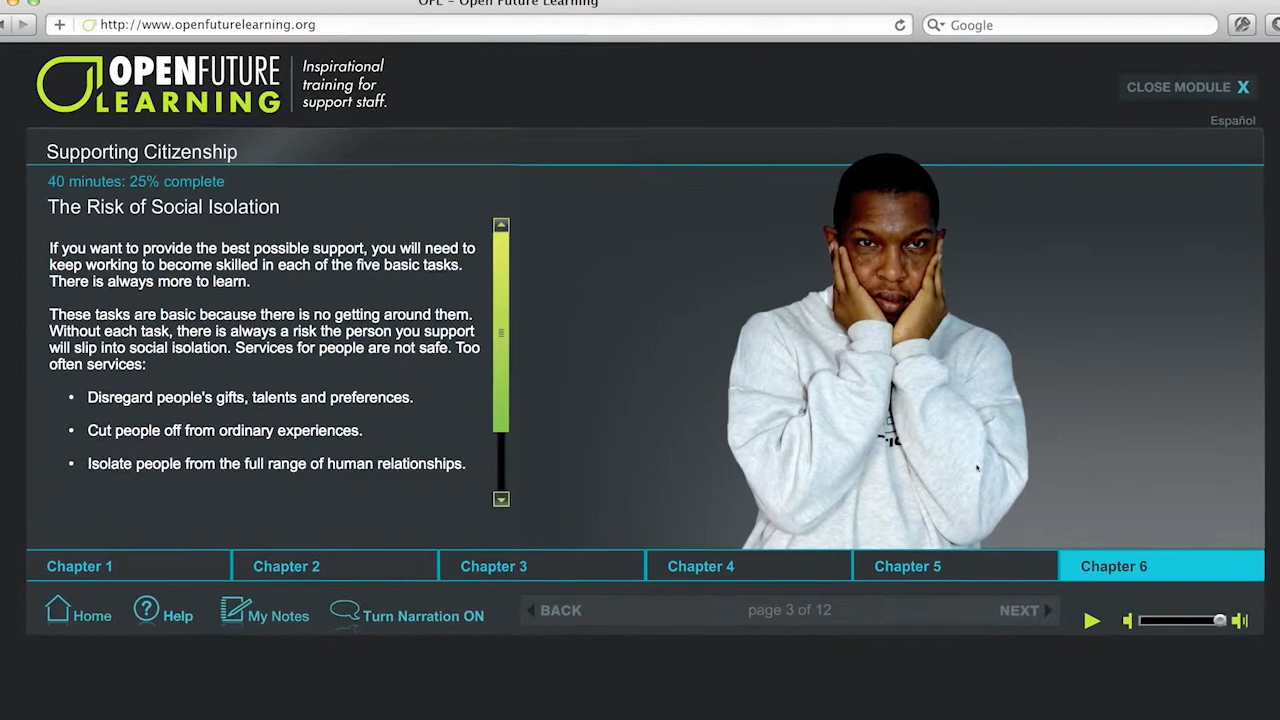 OFL - Open Future Learning
http://www.openfuturelearning.org
Google
OPENFUTURE
LEARNING
Inspirational
training for
support staff.
CLOSE MODULE X
Español
Supporting Citizenship
40 minutes: 25% complete
The Risk of Social Isolation
If you want to provide the best possible support, you will need to
keep working to become skilled in each of the five basic tasks.
There is always more to learn.
These tasks are basic because there is no getting around them.
Without each task, there is always a risk the person you support
will slip into social isolation. Services for people are not safe. Too
often services:
• Disregard people's gifts, talents and preferences.
• Cut people off from ordinary experiences.
• Isolate people from the full range of human relationships.
Chapter 1
Chapter 2
Chapter 3
Chapter 4
Chapter 5
Chapter 6
Home
Help
My Notes
Turn Narration ON
BACK
page 3 of 12
NEXT